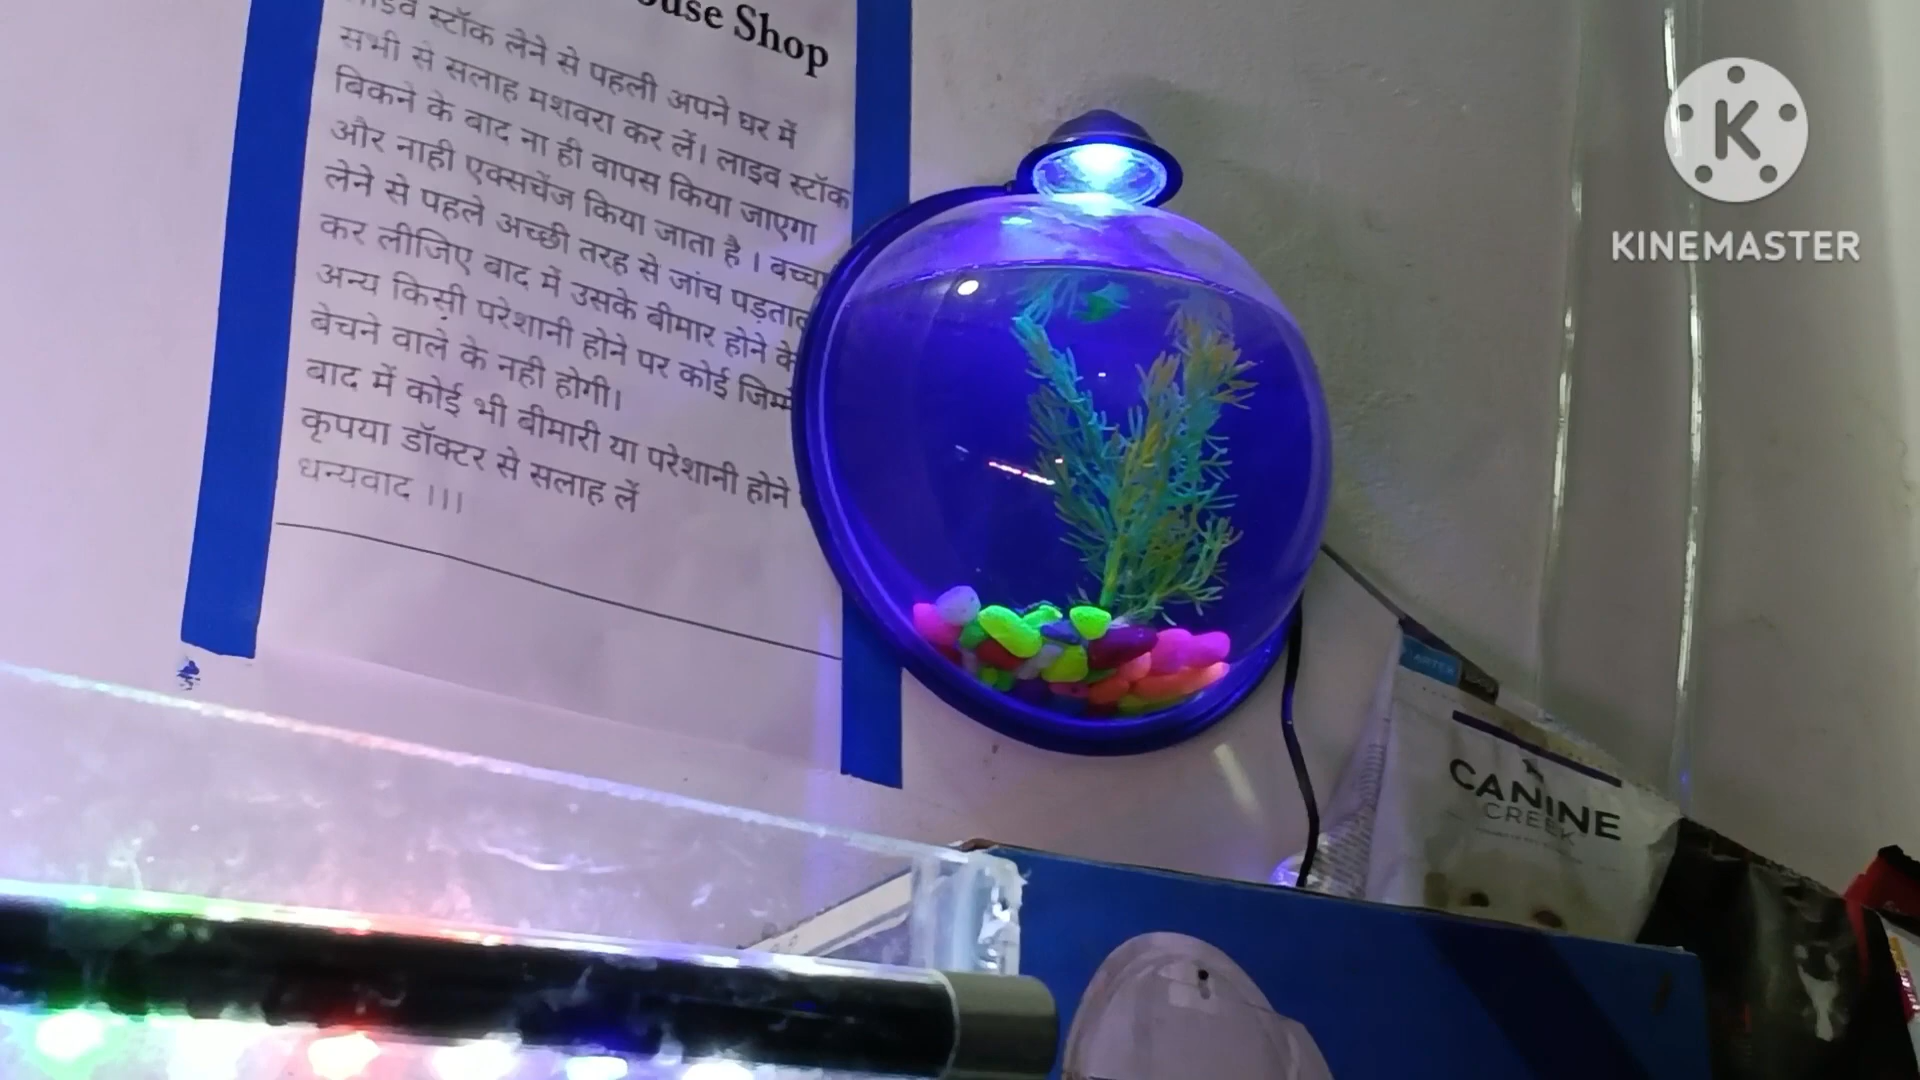 Shop
लाइव स्टॉक लेने से पहली अपने घर में
सभी से सलाह मशवरा कर लें। लाइव स्टॉक
बिकने के बाद ना ही वापस किया जाएगा
और नाही एक्सचेंज किया जाता है । बच्चा
लेने से पहले अच्छी तरह से जांच पड़ताल
कर लीजिए बाद में उसके बीमार होने के
अन्य किसी परेशानी होने पर कोई जिम्मे
बेचने वाले के नही होगी।
बाद में कोई भी बीमारी या परेशानी होने
कृपया डॉक्टर से सलाह लें
धन्यवाद ।।।
KINEMASTER
CANINE
CREEK